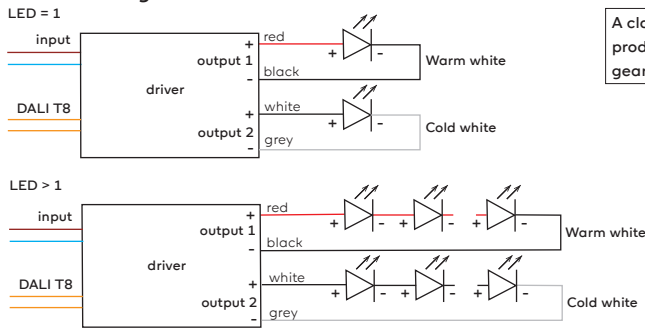 LED = 1
input
DALI T8
driver
+
output 1
-
+
output 2
-
red
black
white
grey
+ -
+ -
Warm white
Cold white
LED > 1
input
DALI T8
driver
+
output 1
-
+
output 2
-
red
black
white
grey
+ - + - + -
+ - + - + -
Warm white
Cold white
A
prod
gear